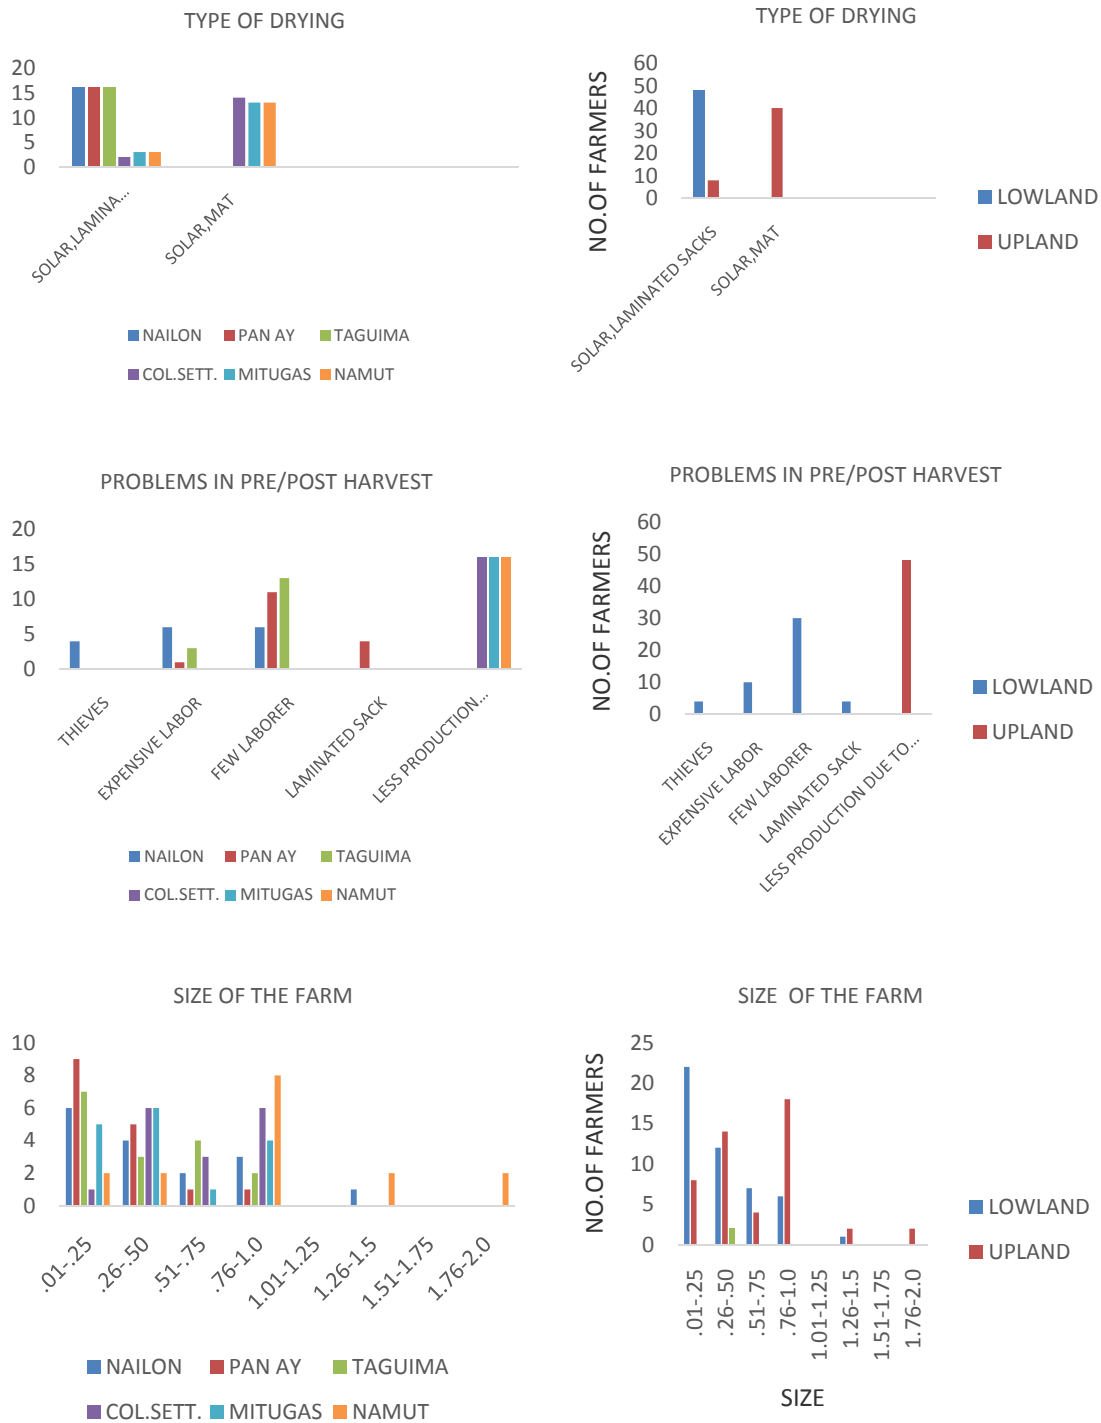 TYPE OF DRYING
20
15
10
5
0
SOLAR,LAMINA...
SOLAR,MAT
NAILON PAN AY TAGUIMA
COL.SETT. MITUGAS NAMUT
TYPE OF DRYING
NO.OF FARMERS
60
50
40
30
20
10
0
SOLAR,LAMINATED SACKS
SOLAR,MAT
LOWLAND
UPLAND
PROBLEMS IN PRE/POST HARVEST
20
15
10
5
0
THIEVES
EXPENSIVE LABOR
FEW LABORER
LAMINATED SACK
LESS PRODUCTION...
NAILON PAN AY TAGUIMA
COL.SETT. MITUGAS NAMUT
PROBLEMS IN PRE/POST HARVEST
NO.OF FARMERS
60
50
40
30
20
10
0
THIEVES
EXPENSIVE LABOR
FEW LABORER
LAMINATED SACK
LESS PRODUCTION DUE TO...
LOWLAND
UPLAND
SIZE OF THE FARM
10
8
6
4
2
0
.01-.25
.26-.50
.51-.75
.76-1.0
1.01-1.25
1.26-1.5
1.51-1.75
1.76-2.0
NAILON PAN AY TAGUIMA
COL.SETT. MITUGAS NAMUT
SIZE OF THE FARM
NO.OF FARMERS
25
20
15
10
5
0
.01-.25
.26-.50
.51-.75
.76-1.0
1.01-1.25
1.26-1.5
1.51-1.75
1.76-2.0
SIZE
LOWLAND
UPLAND